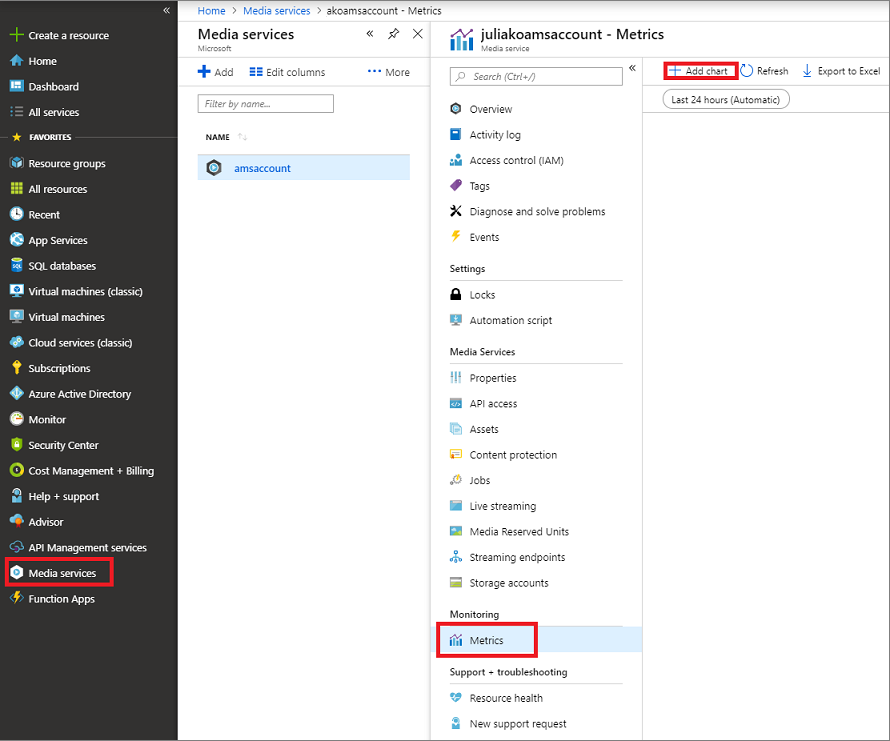 Create a resource
Home
Dashboard
All services
FAVORITES
Resource groups
All resources
Recent
App Services
SQL databases
Virtual machines (classic)
Virtual machines
Cloud services (classic)
Subscriptions
Azure Active Directory
Monitor
Security Center
Cost Management + Billing
Help + support
Advisor
API Management services
Media services
Function Apps
Home > Media services > akoamsaccount - Metrics
Media services
Microsoft
Add Edit columns ··· More
Filter by name...
NAME
amsaccount
juliakoamsaccount - Metrics
Media service
Search (Ctrl+/)
Overview
Activity log
Access control (IAM)
Tags
Diagnose and solve problems
Events
Settings
Locks
Automation script
Media Services
Properties
API access
Assets
Content protection
Jobs
Live streaming
Media Reserved Units
Streaming endpoints
Storage accounts
Monitoring
Metrics
Support + troubleshooting
Resource health
New support request
Add chart Refresh Export to Excel
Last 24 hours (Automatic)